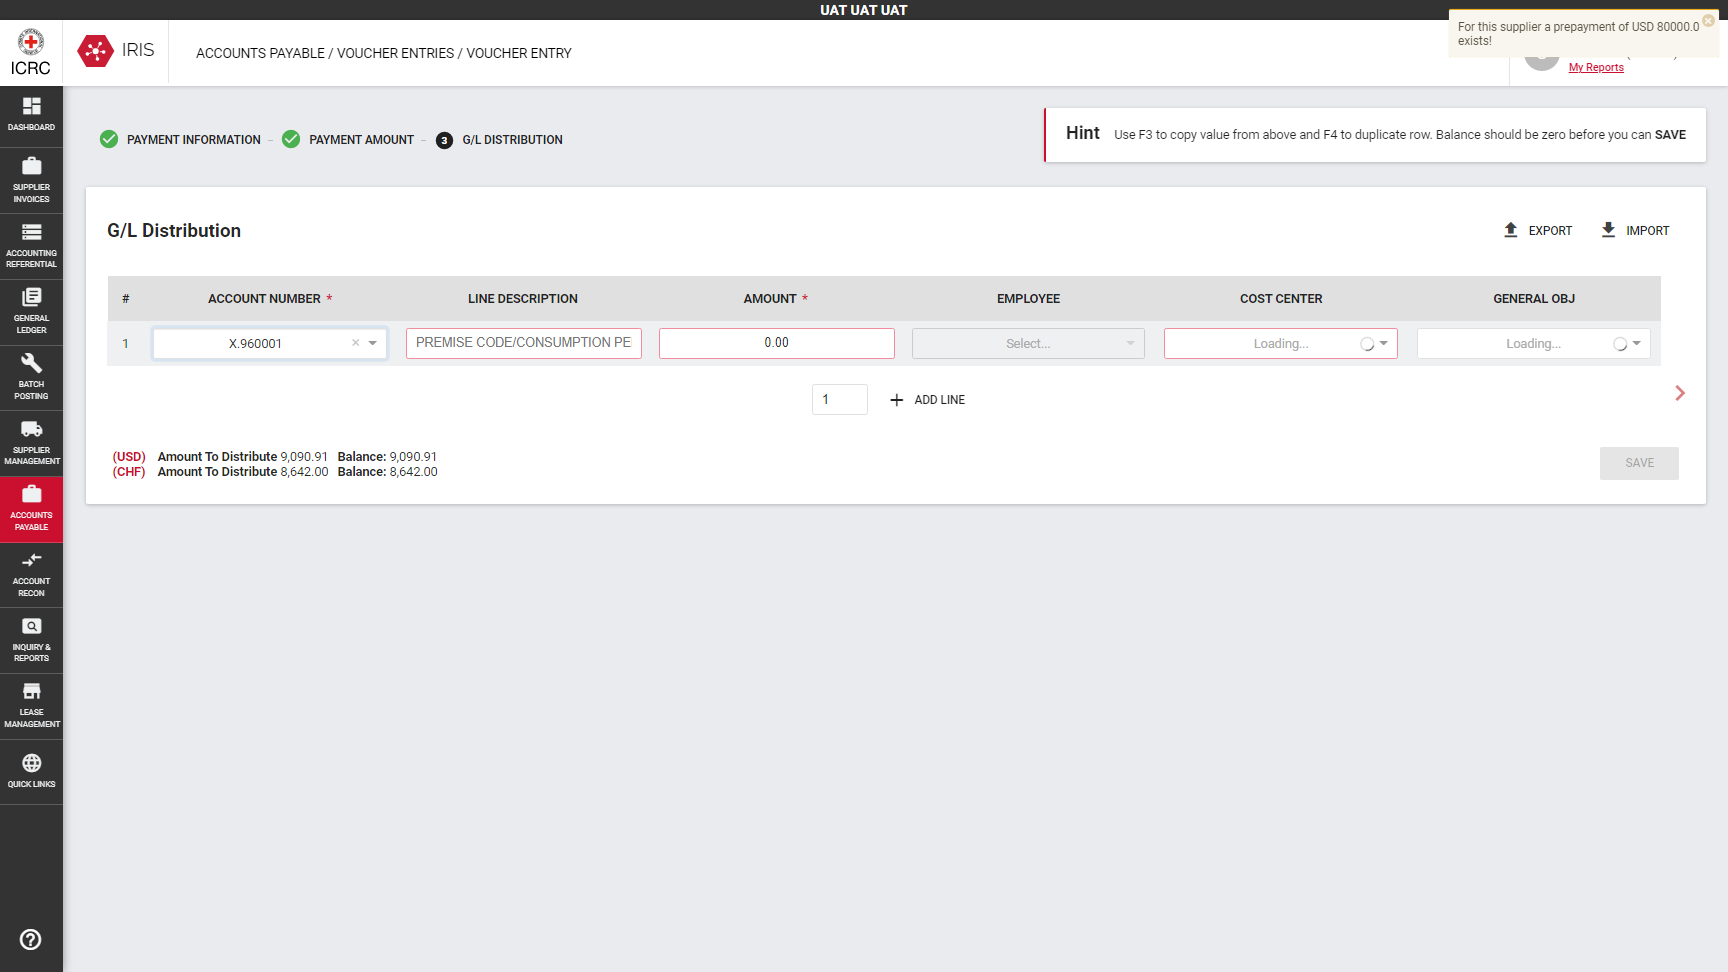 UAT UAT UAT
For this supplier a prepayment of USD 80000.0
exists!
My Reports
ICRC
IRIS
ACCOUNTS PAYABLE / VOUCHER ENTRIES / VOUCHER ENTRY
DASHBOARD
SUPPLIER
INVOICES
ACCOUNTING
REFERENTIAL
GENERAL
LEDGER
BATCH
POSTING
SUPPLIER
MANAGEMENT
ACCOUNTS
PAYABLE
ACCOUNT
RECON
INQUIRY &
REPORTS
LEASE
MANAGEMENT
QUICK LINKS
PAYMENT INFORMATION – PAYMENT AMOUNT – 3 G/L DISTRIBUTION
Hint Use F3 to copy value from above and F4 to duplicate row. Balance should be zero before you can SAVE
G/L Distribution
EXPORT IMPORT
# ACCOUNT NUMBER * LINE DESCRIPTION AMOUNT * EMPLOYEE COST CENTER GENERAL OBJ
1 X.960001 × PREMISE CODE/CONSUMPTION PE 0.00 Select... Loading... Loading...
1 + ADD LINE
(USD) Amount To Distribute 9,090.91 Balance: 9,090.91
(CHF) Amount To Distribute 8,642.00 Balance: 8,642.00
SAVE